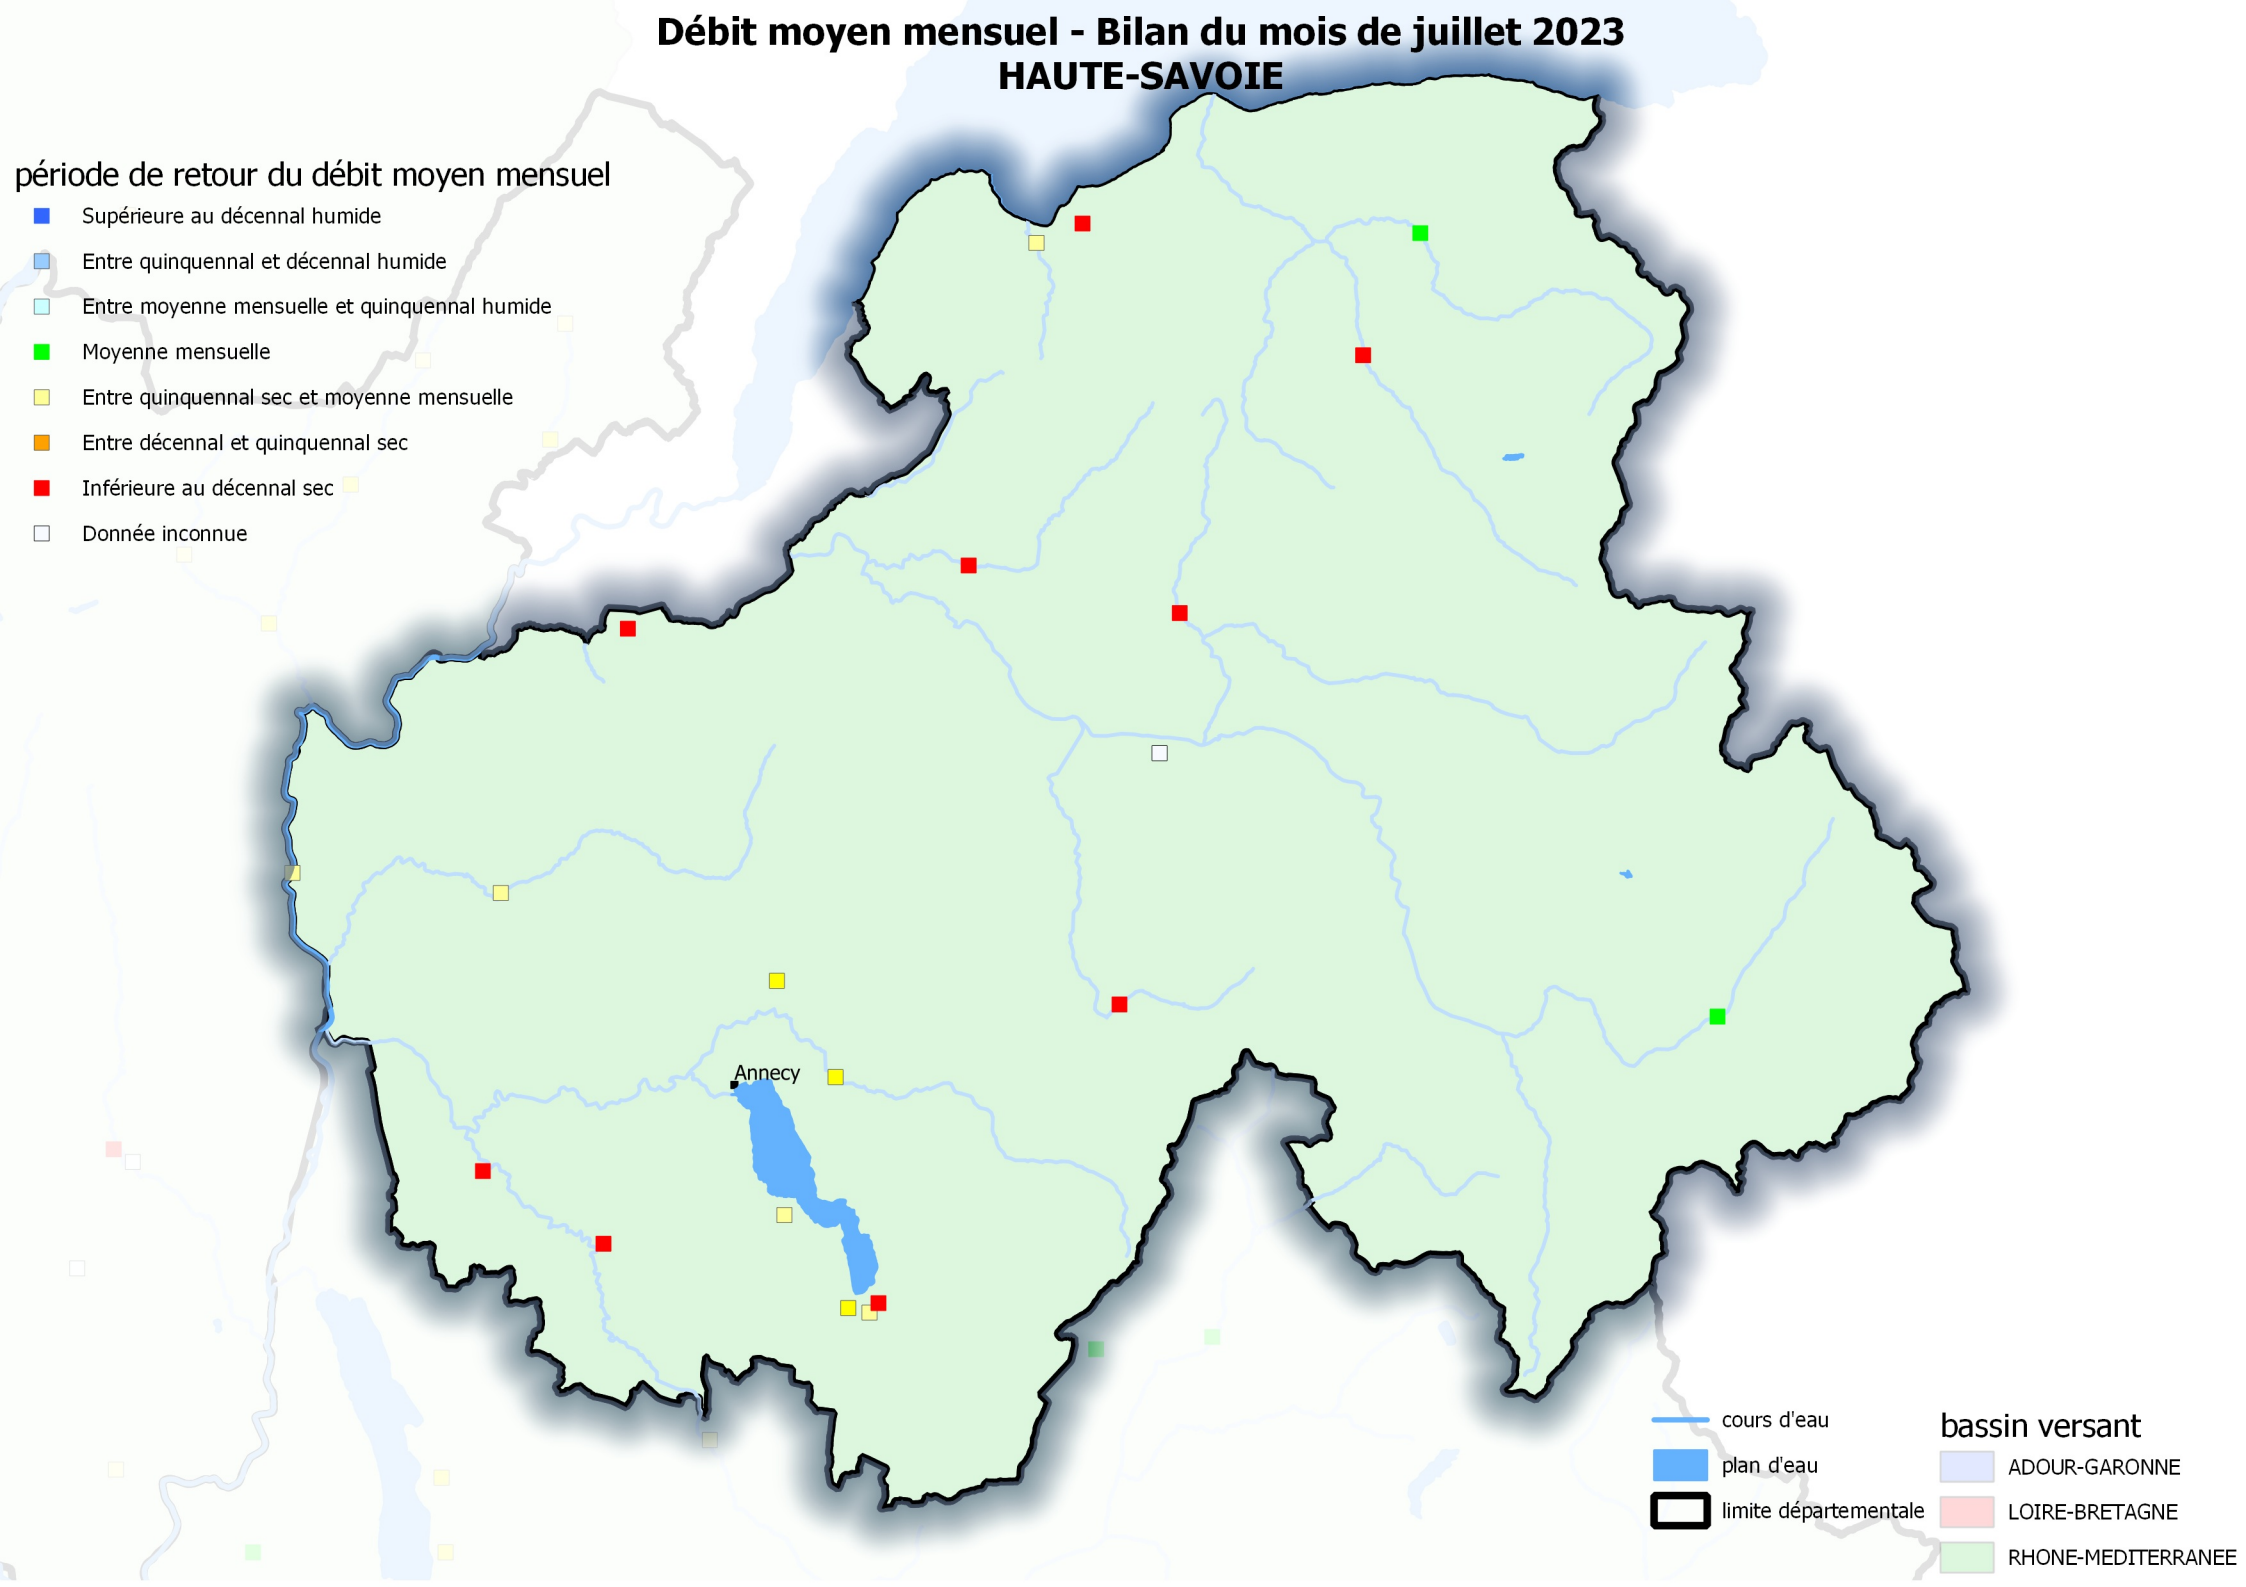 Débit moyen mensuel - Bilan du mois de juillet 2023
HAUTE-SAVOIE
période de retour du débit moyen mensuel
Supérieure au décennal humide
Entre quinquennal et décennal humide
Entre moyenne mensuelle et quinquennal humide
Moyenne mensuelle
Entre quinquennal sec et moyenne mensuelle
Entre décennal et quinquennal sec
Inférieure au décennal sec
Donnée inconnue
Annecy
cours d'eau
plan d'eau
limite départementale
bassin versant
ADOUR-GARONNE
LOIRE-BRETAGNE
RHONE-MEDITERRANEE